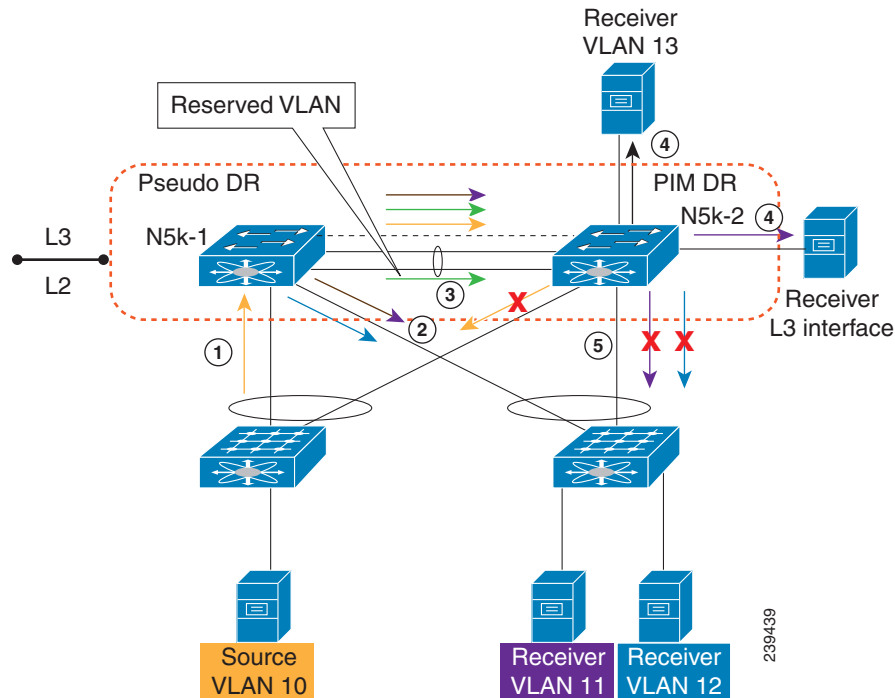 Receiver
VLAN 13
Reserved VLAN
4
Pseudo DR
PIM DR
N5k-1
N5k-2
4
L3
L2
3
X
2
Receiver
L3 interface
1
5
X
X
239439
Source
VLAN 10
Receiver
VLAN 11
Receiver
VLAN 12